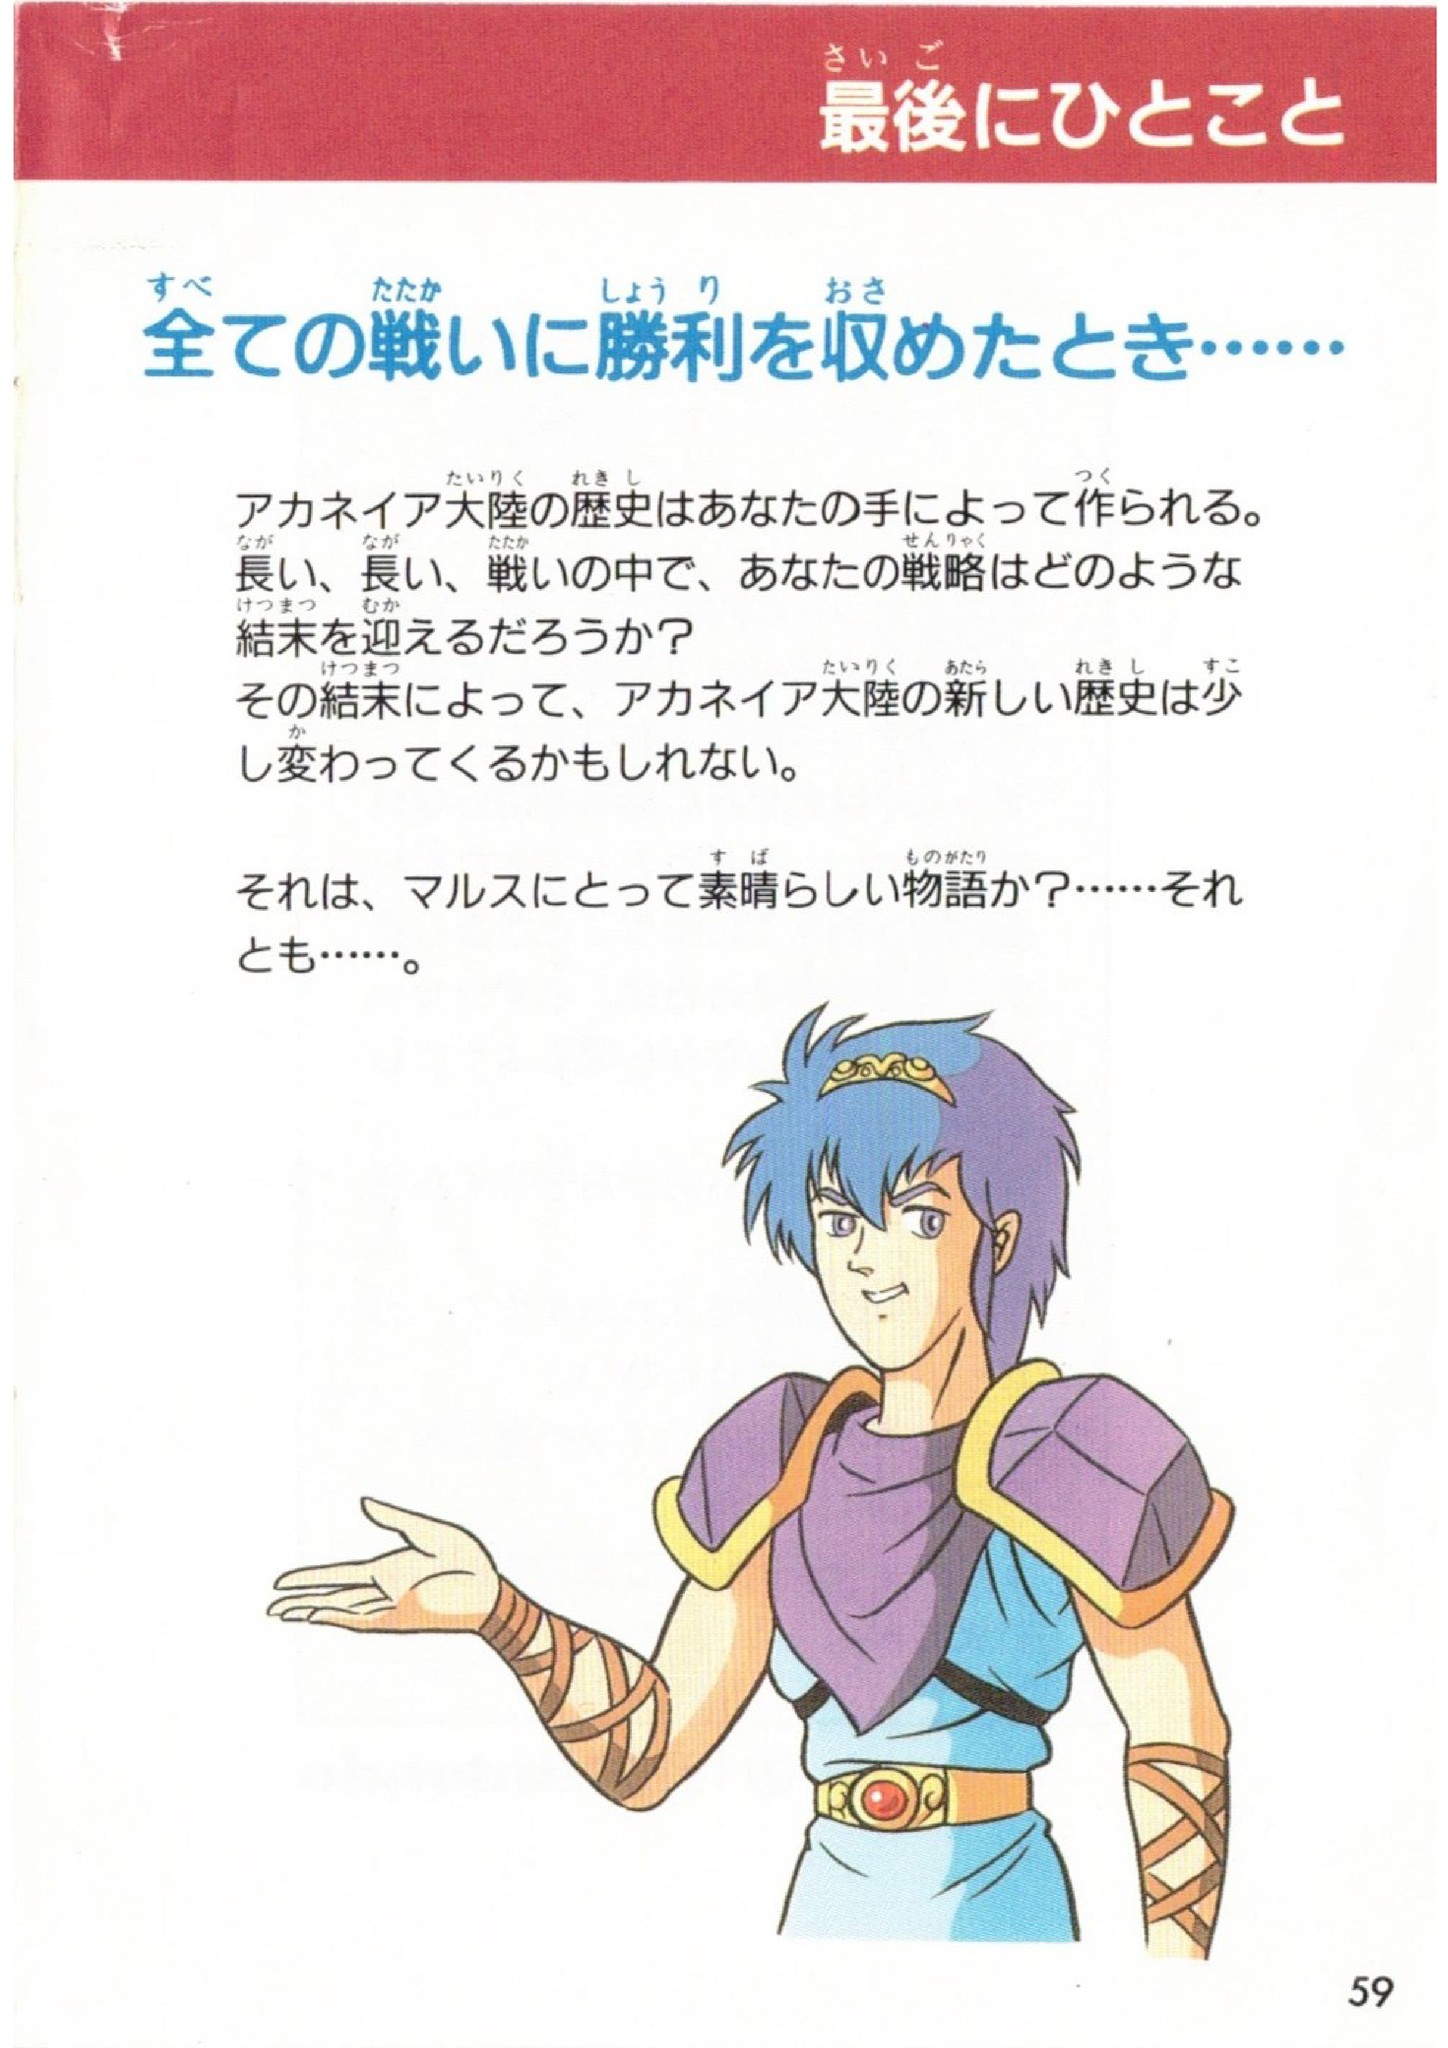 最後にひとこと
全ての戦いに勝利を収めたとき……
アカネイア大陸の歴史はあなたの手によって作られる。
長い、長い、戦いの中で、あなたの戦略はどのような
結末を迎えるだろうか?
その結末によって、アカネイア大陸の新しい歴史は少
し変わってくるかもしれない。
それは、マルスにとって素晴らしい物語か?……それ
とも……。
59